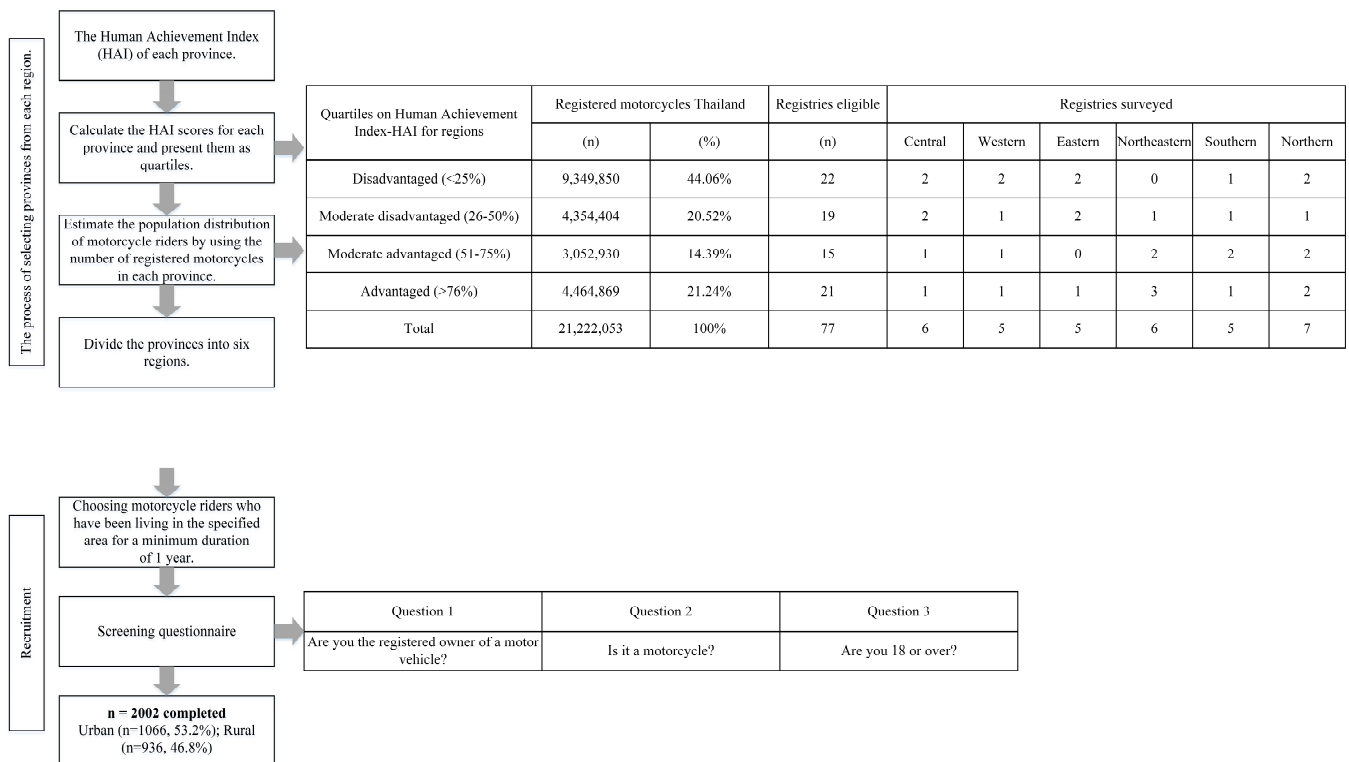 The process of selecting provinces from each region.
The Human Achievement Index
(HAI) of each province.
Calculate the HAI scores for each
province and present them as
quartiles.
Estimate the population distribution
of motorcycle riders by using the
number of registered motorcycles
in each province.
Divide the provinces into six
regions.
Quartiles on Human Achievement
Index-HAI for regions
Registered motorcycles Thailand
Registries eligible
Registries surveyed
(n) (%) (n) Central Western Eastern Northeastern Southern Northern
Disadvantaged (<25%) 9,349,850 44.06% 22 2 2 2 0 1 2
Moderate disadvantaged (26-50%) 4,354,404 20.52% 19 2 1 2 1 1 1
Moderate advantaged (51-75%) 3,052,930 14.39% 15 1 1 0 2 2 2
Advantaged (>76%) 4,464,869 21.24% 21 1 1 1 3 1 2
Total 21,222,053 100% 77 6 5 5 6 5 7
Recruitment
Choosing motorcycle riders who
have been living in the specified
area for a minimum duration
of 1 year.
Screening questionnaire
Question 1 Question 2 Question 3
Are you the registered owner of a motor
vehicle?
Is it a motorcycle?
Are you 18 or over?
n = 2002 completed
Urban (n=1066, 53.2%); Rural
(n=936, 46.8%)